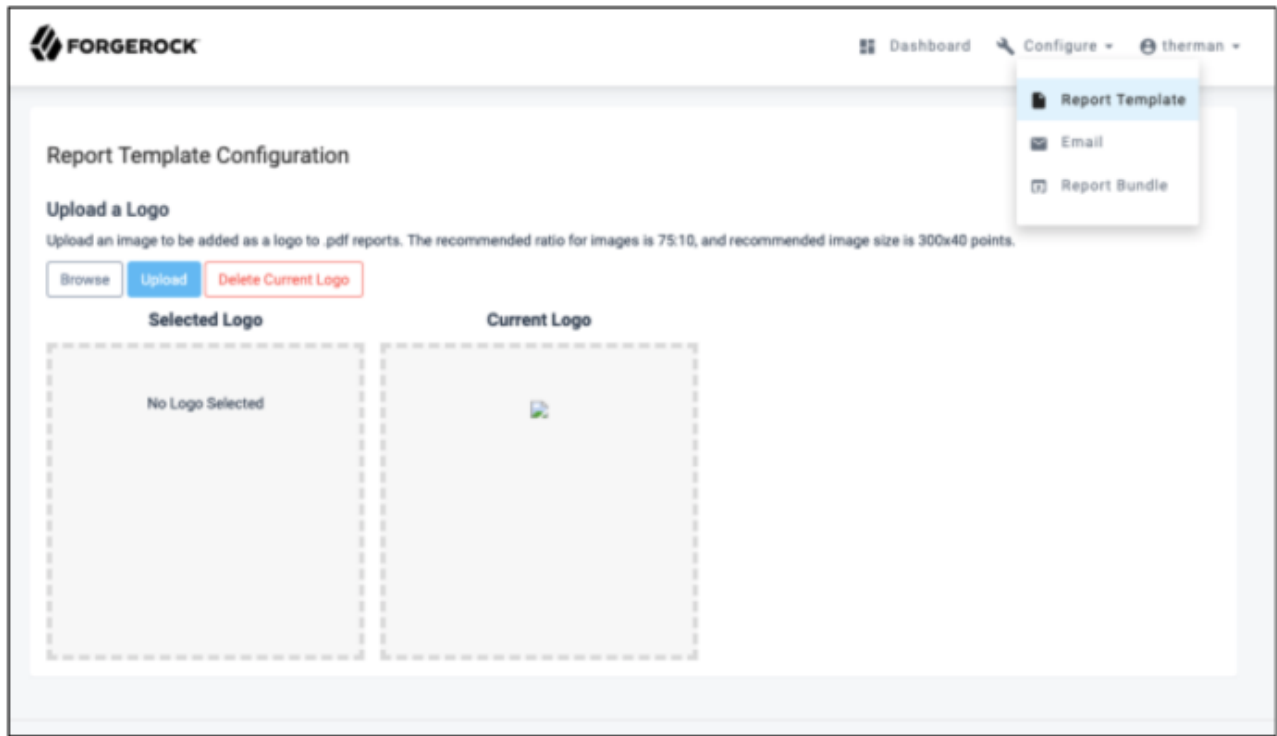 FORGEROCK
Dashboard Configure therman
Report Template
Email
Report Bundle
Report Template Configuration
Upload a Logo
Upload an image to be added as a logo to .pdf reports. The recommended ratio for images is 75:10, and recommended image size is 300x40 points.
Browse Upload Delete Current Logo
Selected Logo Current Logo
No Logo Selected